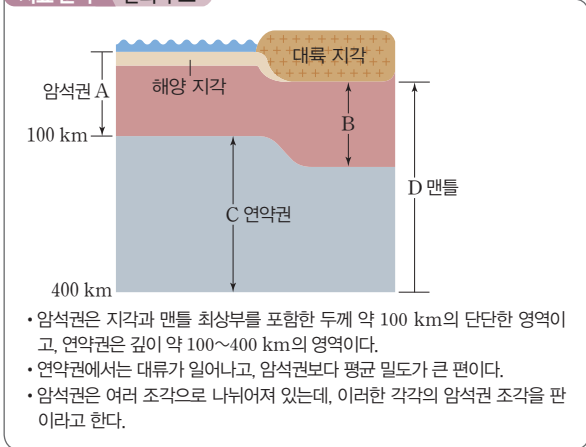 대륙 지각
해양 지각
암석권 A
B
100 km
D 맨틀
C 연약권
400 km
• 암석권은 지각과 맨틀 최상부를 포함한 두께 약 100 km의 단단한 영역이
고, 연약권은 깊이 약 100~400 km의 영역이다.
• 연약권에서는 대류가 일어나고, 암석권보다 평균 밀도가 큰 편이다.
• 암석권은 여러 조각으로 나뉘어져 있는데, 이러한 각각의 암석권 조각을 판
이라고 한다.